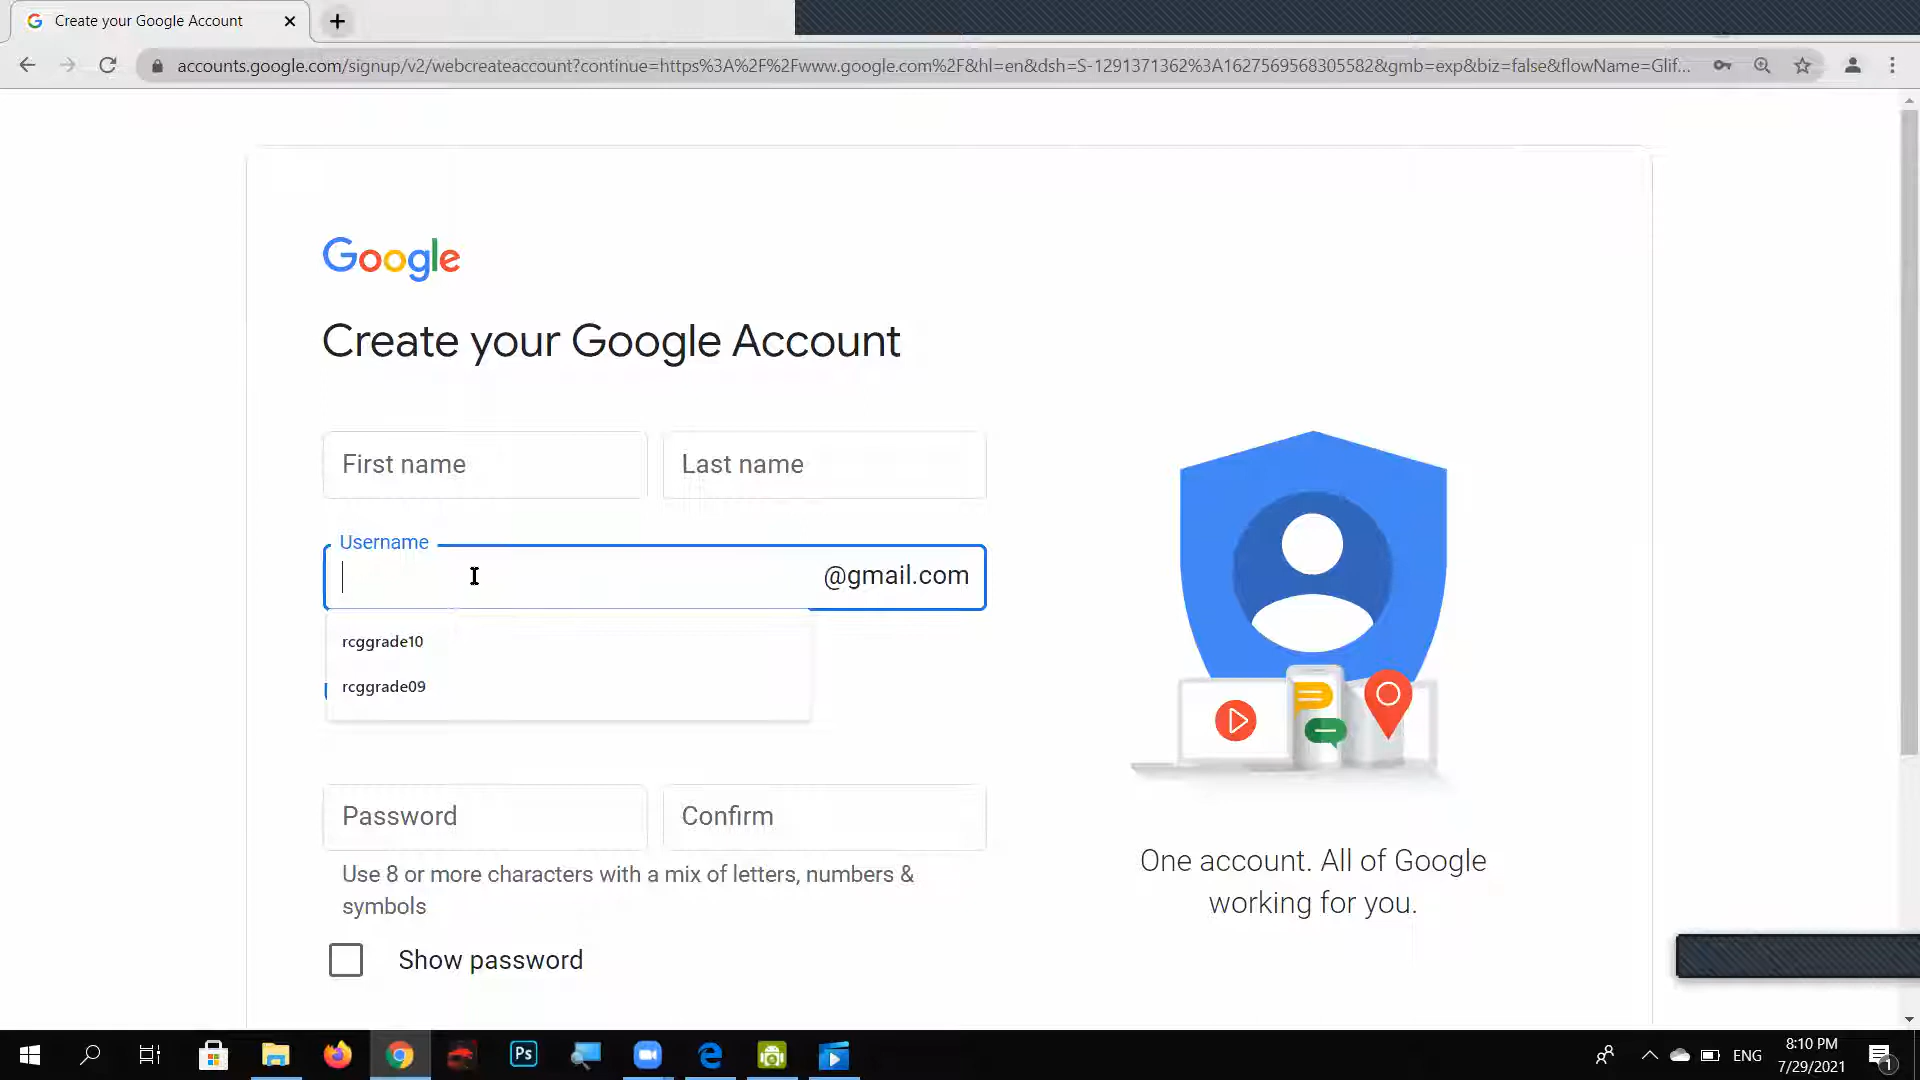 Create your Google Account
accounts.google.com/signup/v2/webcreateaccount?continue=https%3A%2F%2Fwww.google.com%2F&hl=en&dsh=S-1291371362%3A1627569568305582&gmb=exp&biz=false&flowName=Glif...
Google
Create your Google Account
First name
Last name
Username
@gmail.com
rcggrade10
rcggrade09
Password
Confirm
Use 8 or more characters with a mix of letters, numbers &
symbols
Show password
One account. All of Google
working for you.
Ps
ENG
8:10 PM
7/29/2021
1